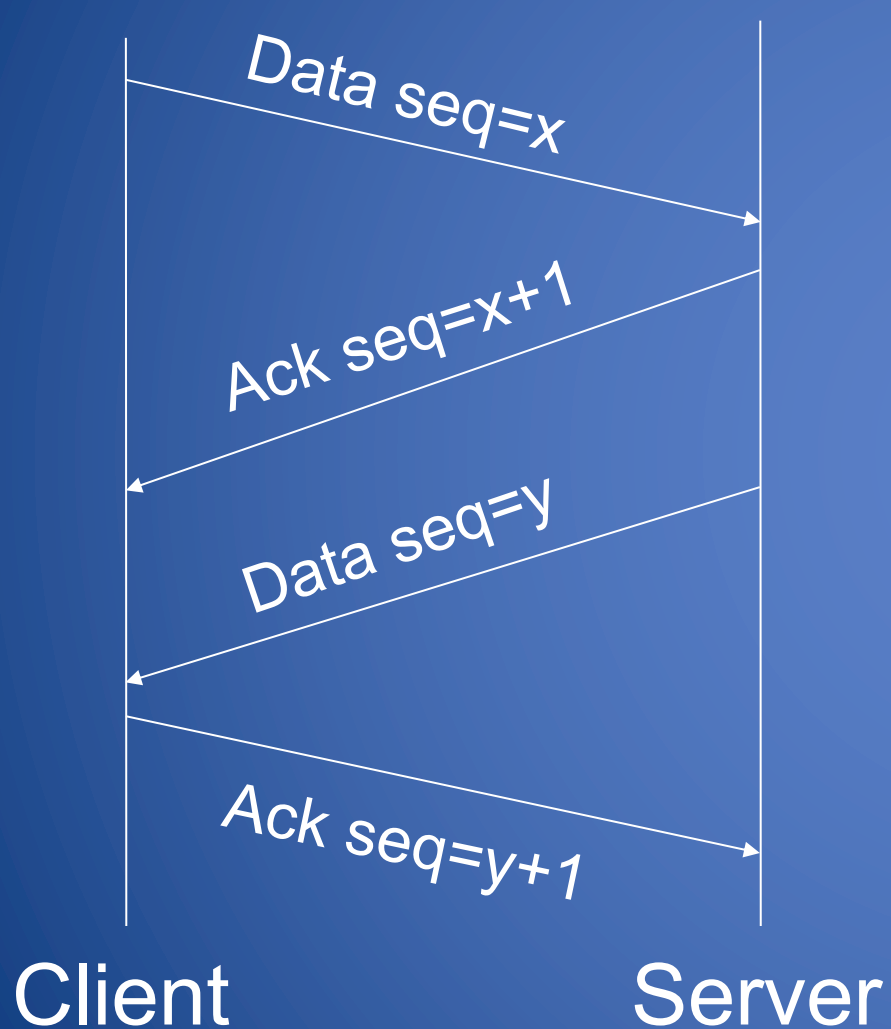 Data seq=x
Ack seq=x+1
Data seq=y
Ack seq=y+1
Client
Server